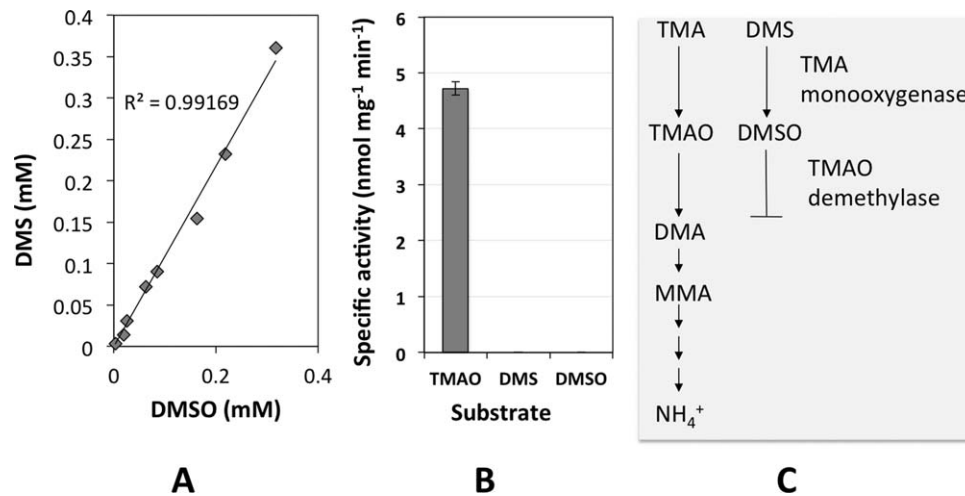 0.4
0.35
0.3
0.25
0.2
0.15
0.1
0.05
0
R² = 0.99169
DMS (mM)
0 0.2 0.4
DMSO (mM)
A
6
5
4
3
2
1
0
Specific activity (nmol mg⁻¹ min⁻¹)
TMAO DMS DMSO
Substrate
B
TMA DMS
TMA
monooxygenase
TMAO DMSO
TMAO
demethylase
DMA
MMA
NH₄⁺
C